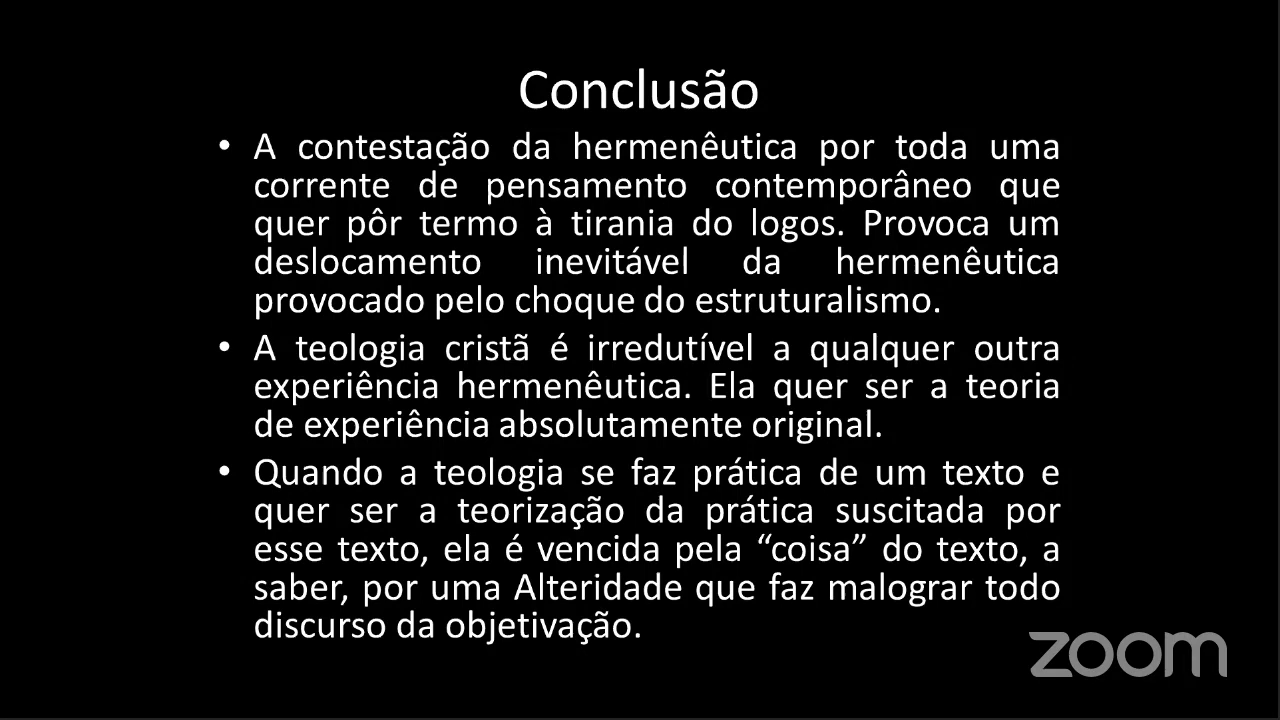 Conclusão
• A contestação da hermenêutica por toda uma
corrente de pensamento contemporâneo que
quer pôr termo à tirania do logos. Provoca um
deslocamento inevitável da hermenêutica
provocado pelo choque do estruturalismo.
• A teologia cristã é irredutível a qualquer outra
experiência hermenêutica. Ela quer ser a teoria
de experiência absolutamente original.
• Quando a teologia se faz prática de um texto e
quer ser a teorização da prática suscitada por
esse texto, ela é vencida pela “coisa” do texto, a
saber, por uma Alteridade que faz malograr todo
discurso da objetivação.
zoom